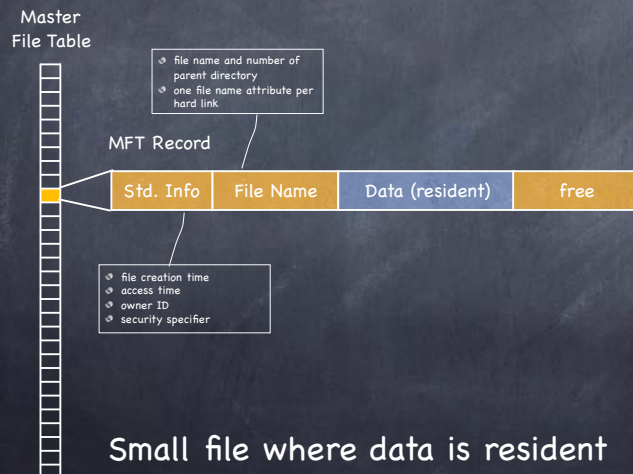 Master
File Table
file name and number of
parent directory
one file name attribute per
hard link
MFT Record
Std. Info
File Name
Data (resident)
free
file creation time
access time
owner ID
security specifier
Small file where data is resident